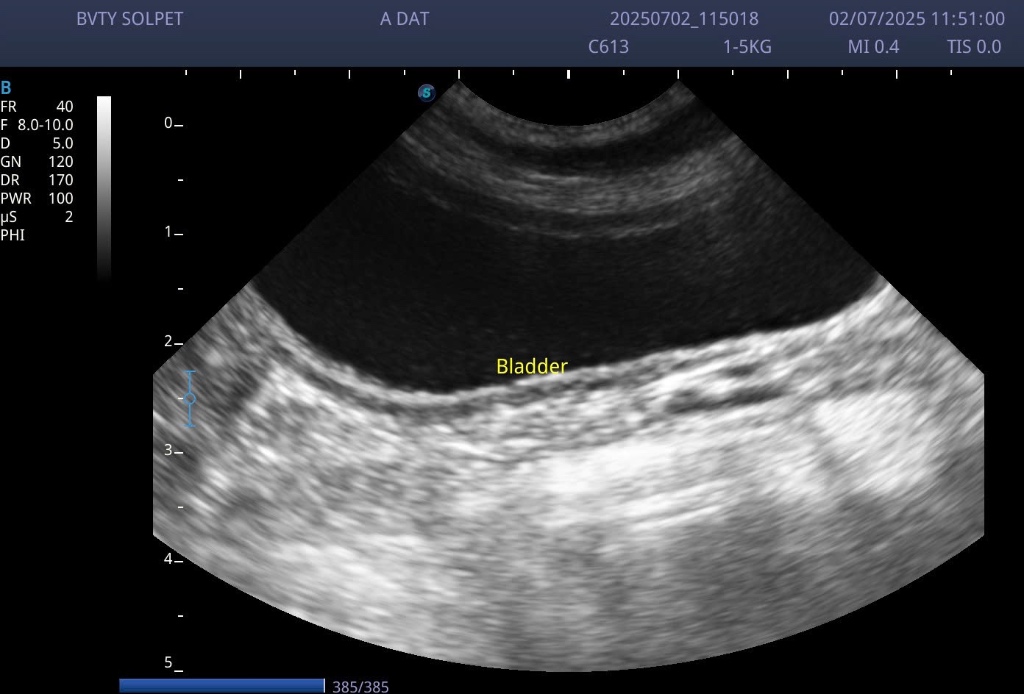 BVTY SOLPET A DAT 20250702_115018 02/07/2025 11:51:00
C613 1-5KG MI 0.4 TIS 0.0
B
FR 40
F 8.0-10.0
D 5.0
GN 120
DR 170
PWR 100
µS 2
PHI
S
0
1
2
Bladder
3
4
5
385/385